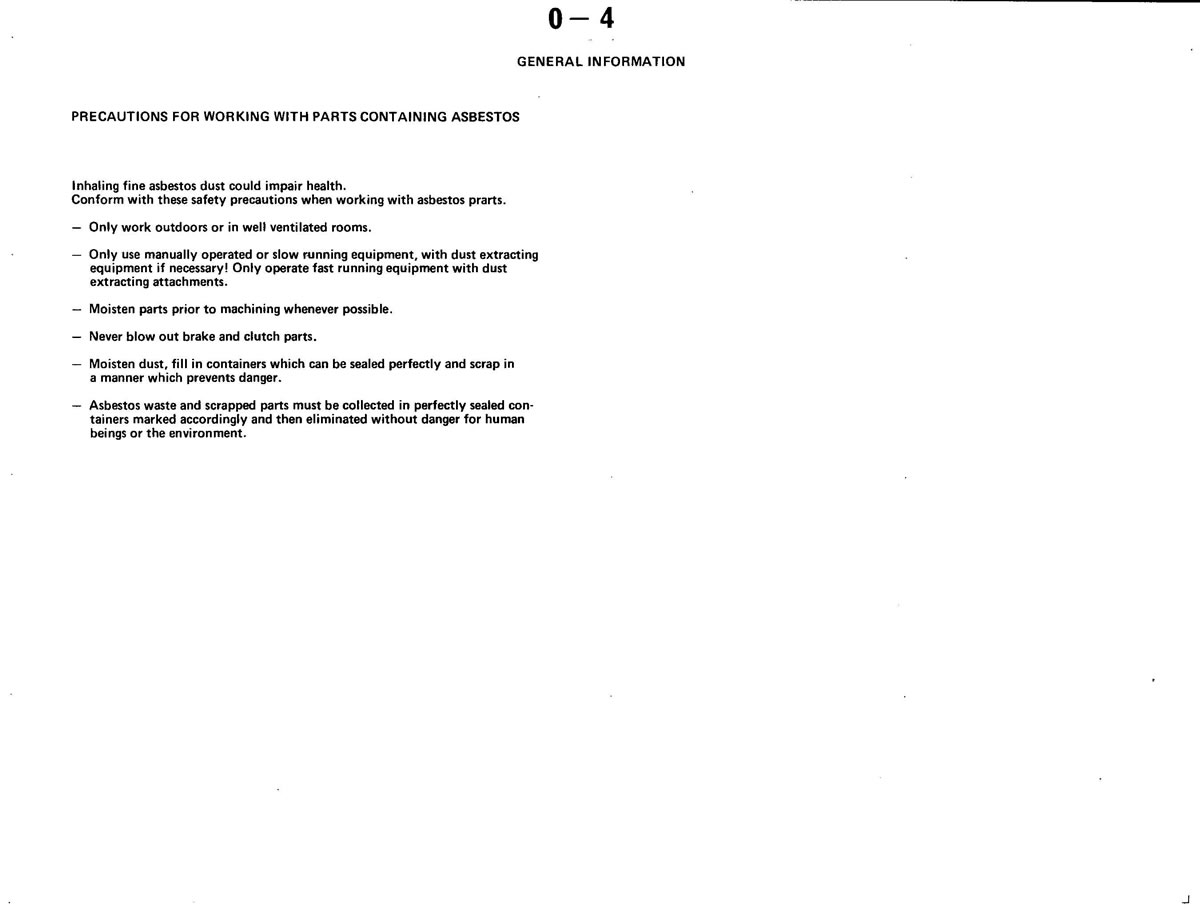 0 — 4
GENERAL INFORMATION
PRECAUTIONS FOR WORKING WITH PARTS CONTAINING ASBESTOS
Inhaling fine asbestos dust could impair health.
Conform with these safety precautions when working with asbestos prarts.
— Only work outdoors or in well ventilated rooms.
— Only use manually operated or slow running equipment, with dust extracting
equipment if necessary! Only operate fast running equipment with dust
extracting attachments.
— Moisten parts prior to machining whenever possible.
— Never blow out brake and clutch parts.
— Moisten dust, fill in containers which can be sealed perfectly and scrap in
a manner which prevents danger.
— Asbestos waste and scrapped parts must be collected in perfectly sealed con-
tainers marked accordingly and then eliminated without danger for human
beings or the environment.